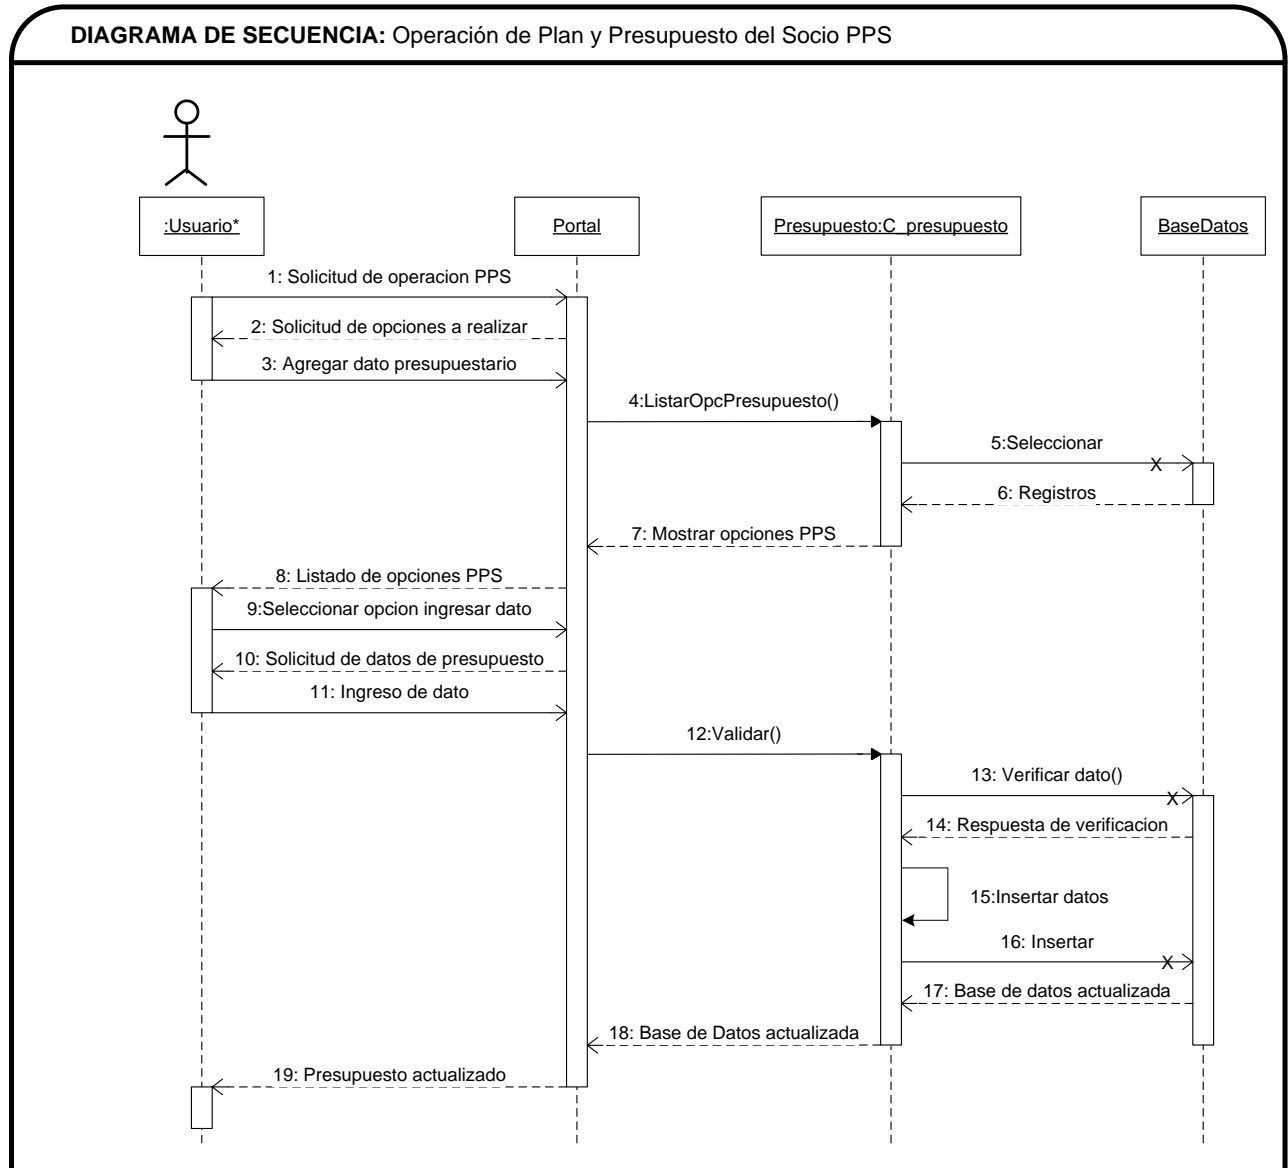 DIAGRAMA DE SECUENCIA: Operación de Plan y Presupuesto del Socio PPS
:Usuario*
Portal
Presupuesto:C_presupuesto
BaseDatos
1: Solicitud de operacion PPS
2: Solicitud de opciones a realizar
3: Agregar dato presupuestario
4:ListarOpcPresupuesto()
5:Seleccionar
X
6: Registros
7: Mostrar opciones PPS
8: Listado de opciones PPS
9:Seleccionar opcion ingresar dato
10: Solicitud de datos de presupuesto
11: Ingreso de dato
12:Validar()
13: Verificar dato()
X
14: Respuesta de verificacion
15:Insertar datos
16: Insertar
X
17: Base de datos actualizada
18: Base de Datos actualizada
19: Presupuesto actualizado